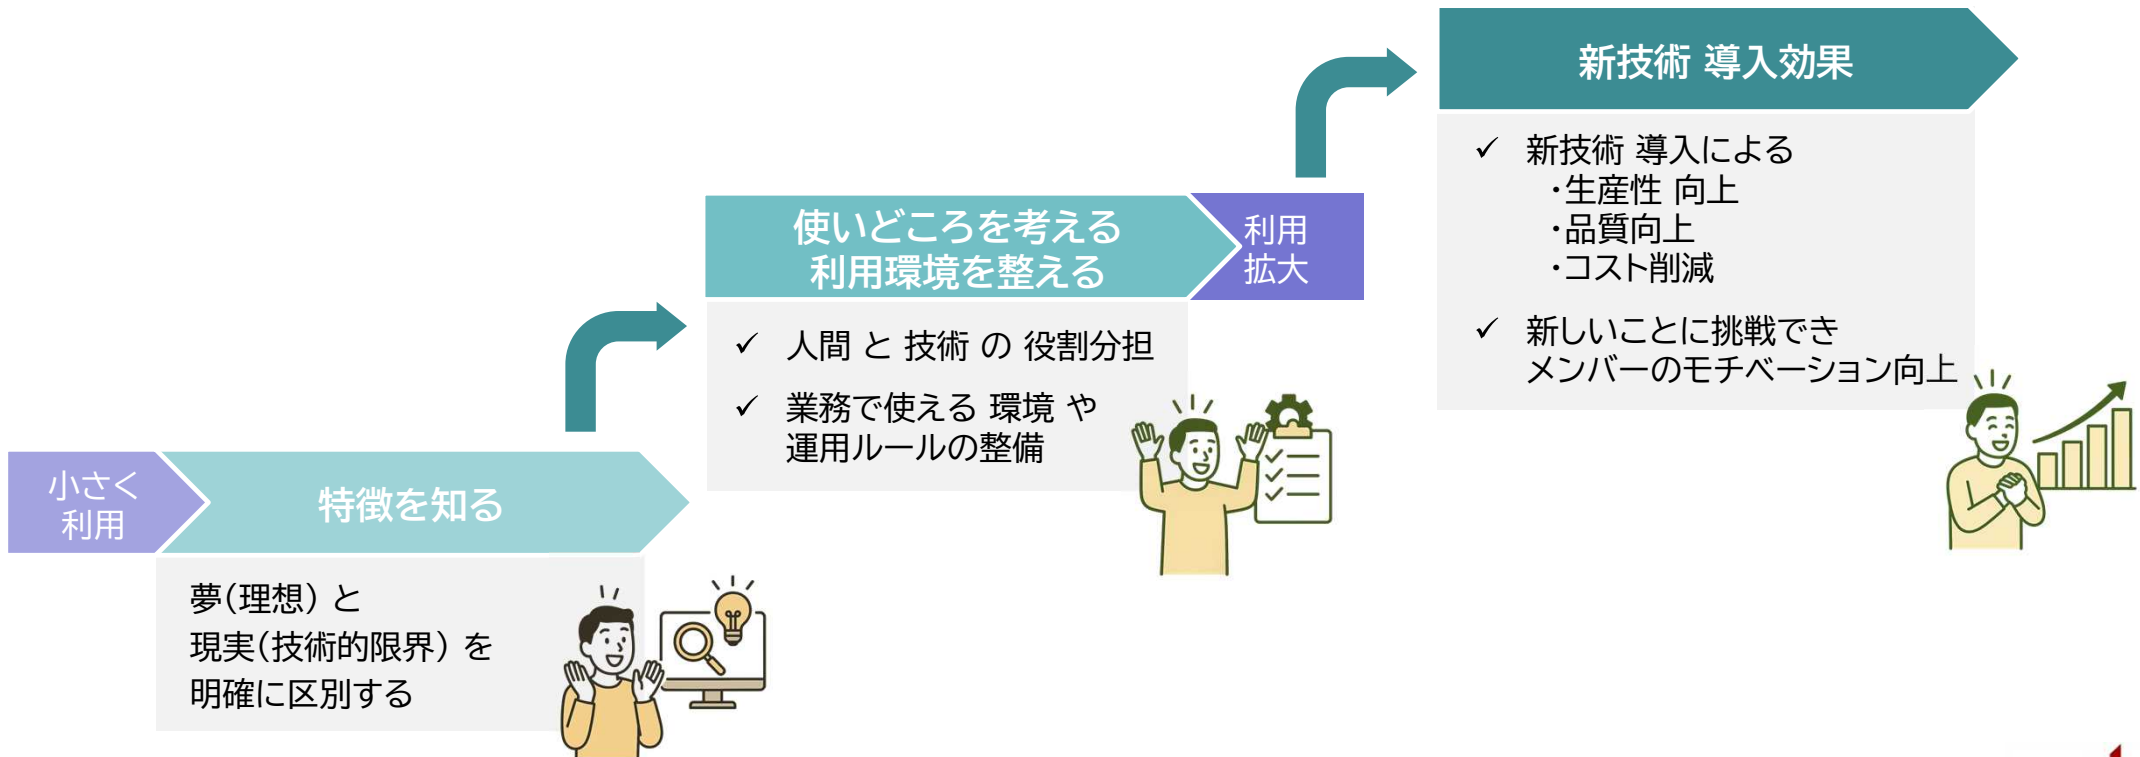 小さく
利用
特徴を知る
夢(理想) と
現実(技術的限界) を
明確に区別する
使いどころを考える
利用環境を整える
利用
拡大
✓ 人間 と 技術 の 役割分担
✓ 業務で使える 環境 や
運用ルールの整備
新技術 導入効果
✓ 新技術 導入による
・生産性 向上
・品質向上
・コスト削減
✓ 新しいことに挑戦でき
メンバーのモチベーション向上